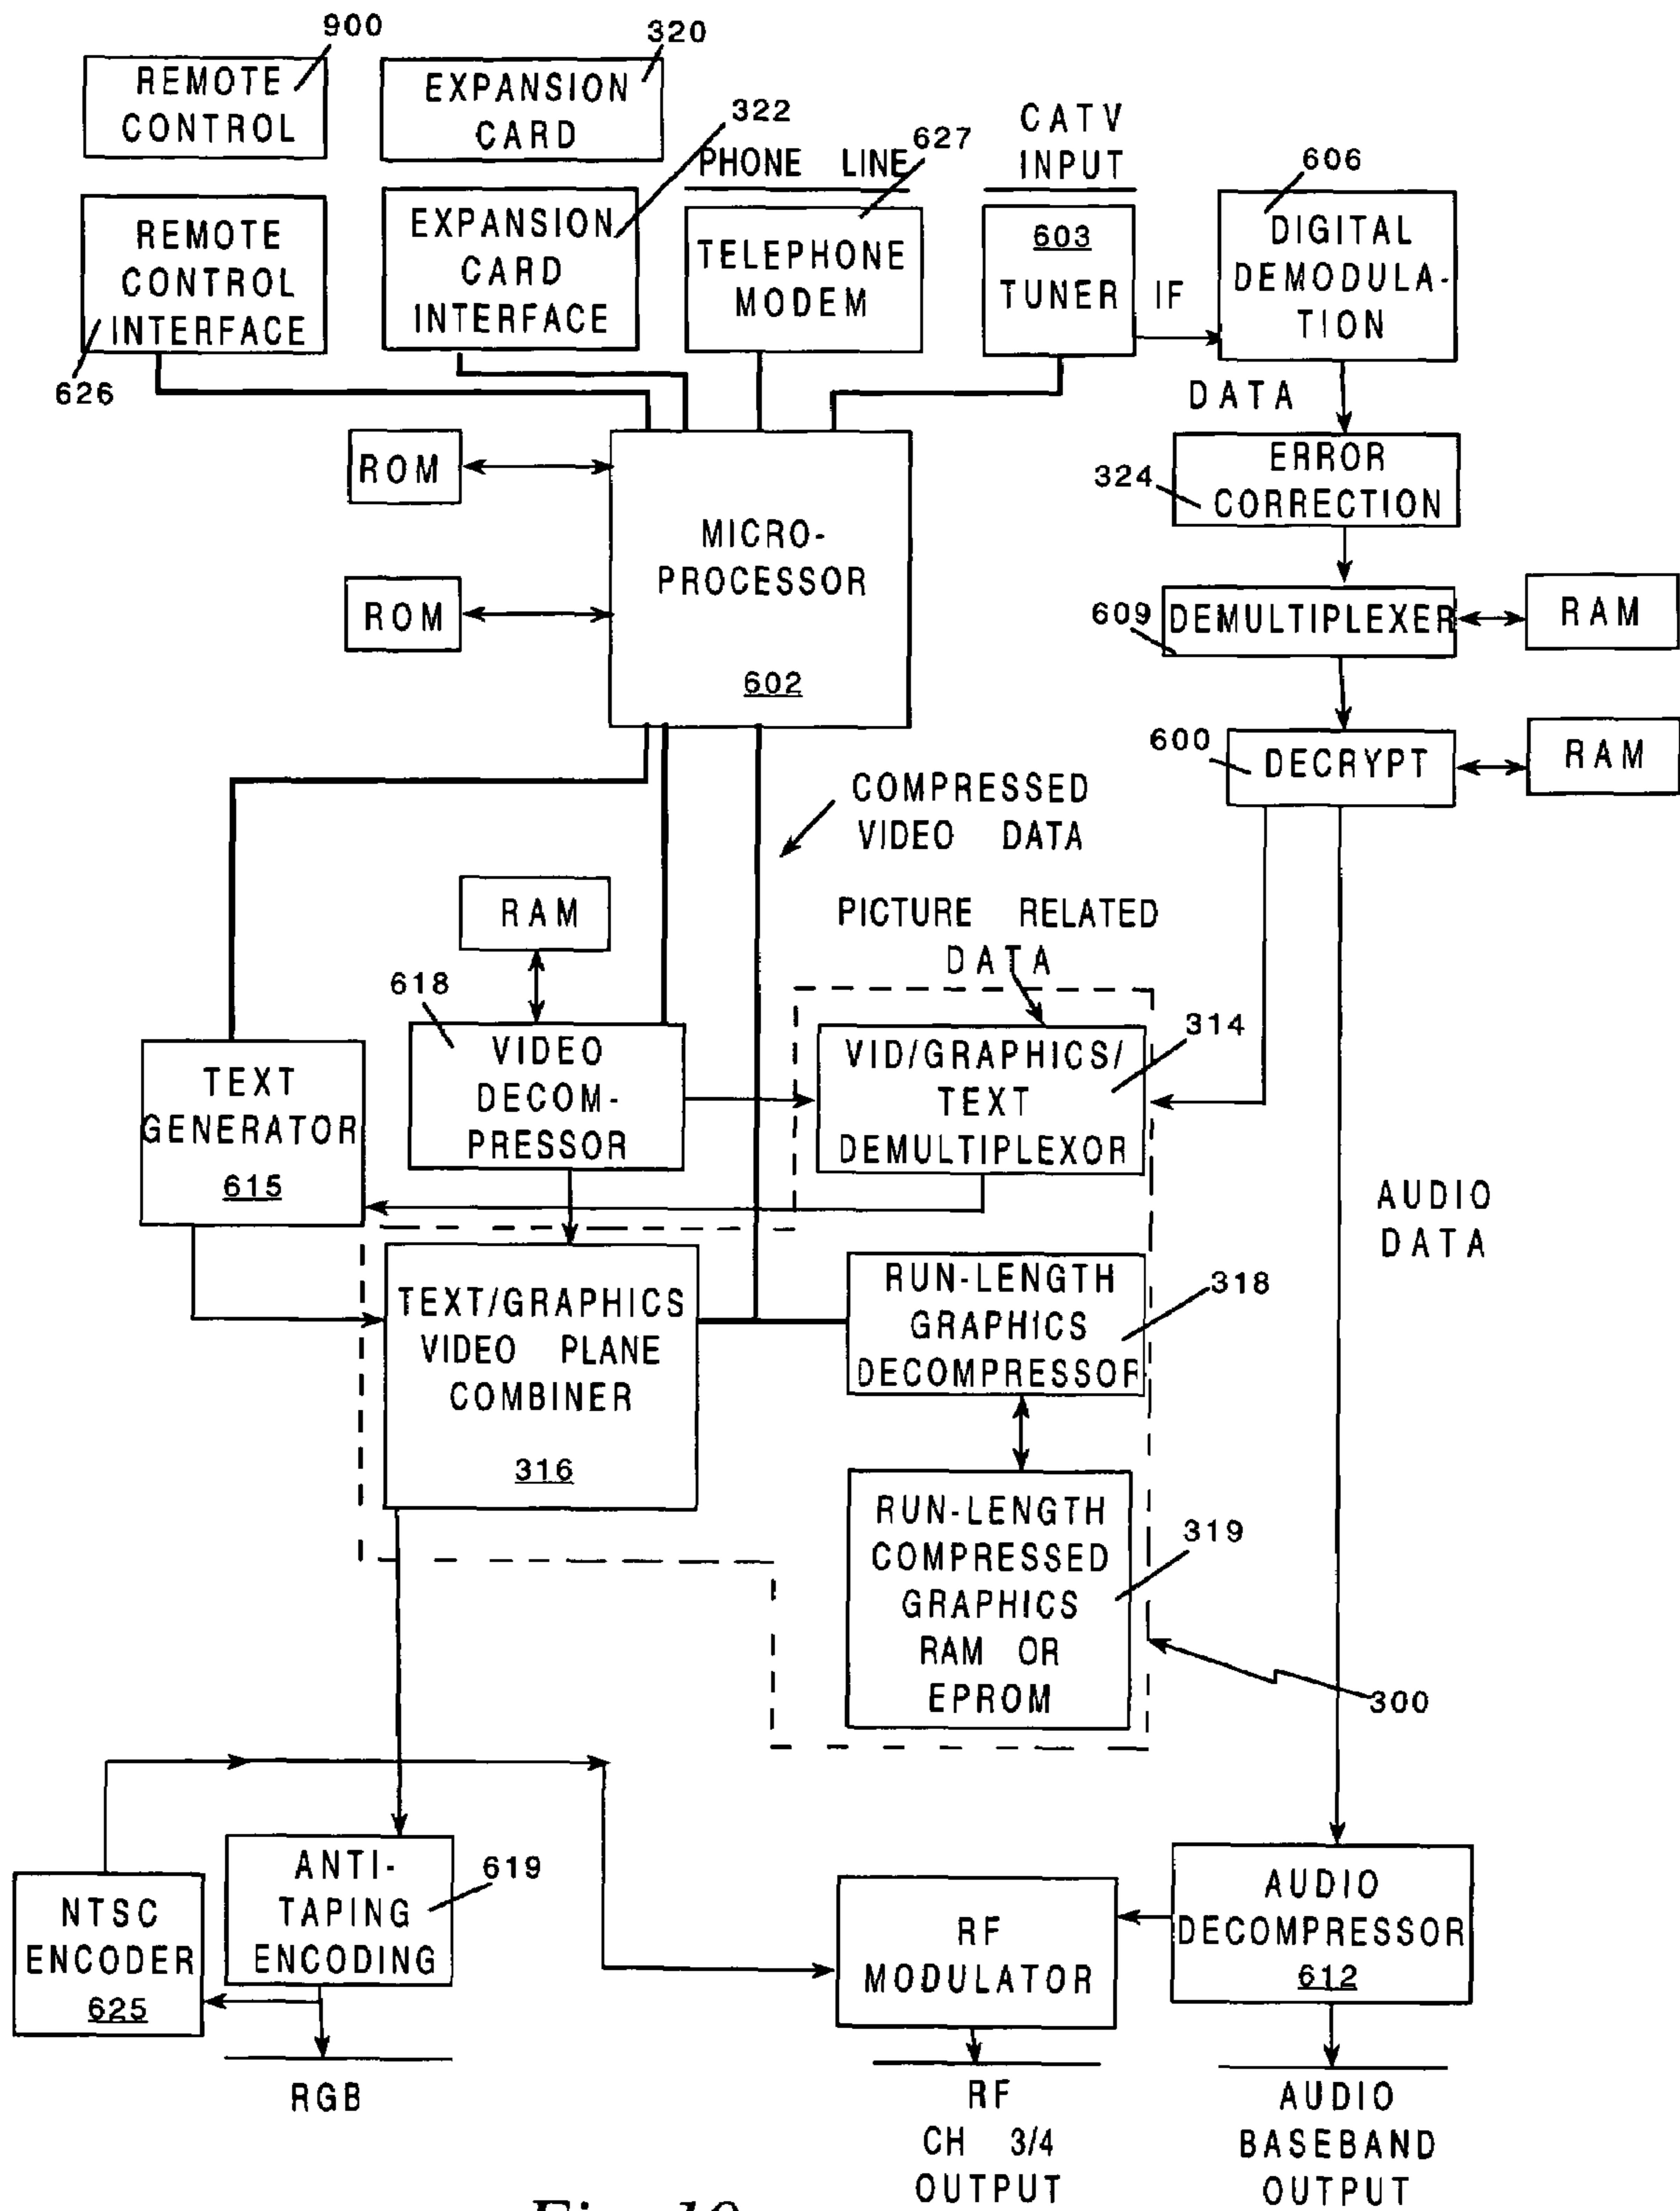 900
320
REMOTE
CONTROL
EXPANSION
CARD
322
PHONE LINE
627
CATV
INPUT
606
REMOTE
CONTROL
INTERFACE
626
EXPANSION
CARD
INTERFACE
TELEPHONE
MODEM
603
TUNER
IF
DIGITAL
DEMODULA-
TION
DATA
ROM
ROM
MICRO-
PROCESSOR
602
324
ERROR
CORRECTION
609
DEMULTIPLEXER
RAM
600
DECRYPT
RAM
COMPRESSED
VIDEO DATA
RAM
PICTURE RELATED
DATA
618
VIDEO
DECOM-
PRESSOR
314
VID/GRAPHICS/
TEXT
DEMULTIPLEXOR
TEXT
GENERATOR
615
AUDIO
DATA
TEXT/GRAPHICS
VIDEO PLANE
COMBINER
316
RUN-LENGTH
GRAPHICS
DECOMPRESSOR
318
RUN-LENGTH
COMPRESSED
GRAPHICS
RAM OR
EPROM
319
300
NTSC
ENCODER
625
ANTI-
TAPING
ENCODING
619
RF
MODULATOR
AUDIO
DECOMPRESSOR
612
RGB
RF
CH 3/4
OUTPUT
AUDIO
BASEBAND
OUTPUT